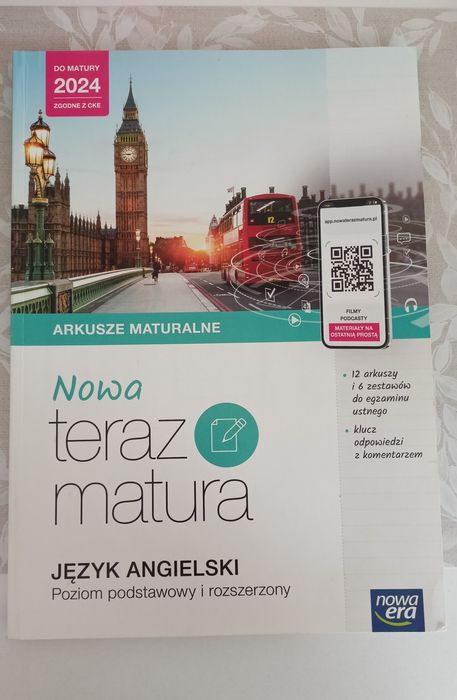 DO MATURY
2024
ZGODNE Z CKE
12
app.nowaterazmatura.pl
FILMY
PODCASTY
MATERIAŁY NA
OSTATNIĄ PROSTĄ
ARKUSZE MATURALNE
• 12 arkuszy
i 6 zestawów
do egzaminu
ustnego
• klucz
odpowiedzi
z komentarzem
Nowa
teraz
matura
JĘZYK ANGIELSKI
Poziom podstawowy i rozszerzony
nowa
era